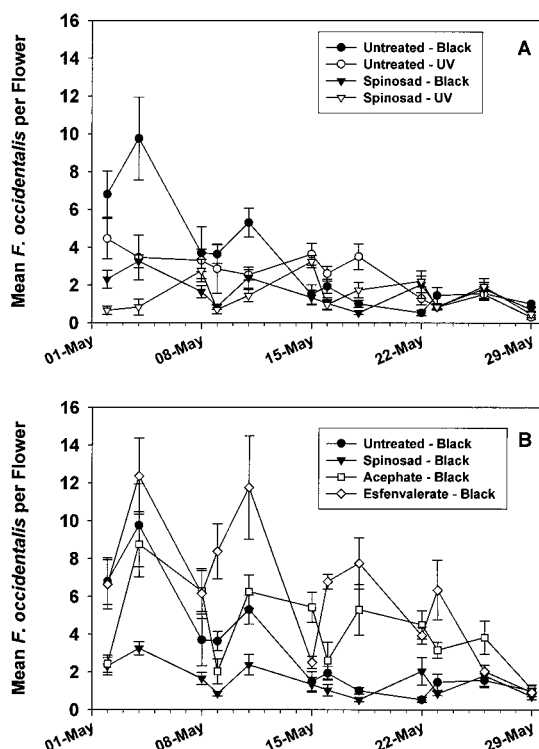 16
14
12
10
8
6
4
2
0
Mean F. occidentalis per Flower
A
Untreated - Black
Untreated - UV
Spinosad - Black
Spinosad - UV
01-May
08-May
15-May
22-May
29-May
16
14
12
10
8
6
4
2
0
Mean F. occidentalis per Flower
B
Untreated - Black
Spinosad - Black
Acephate - Black
Esfenvalerate - Black
01-May
08-May
15-May
22-May
29-May